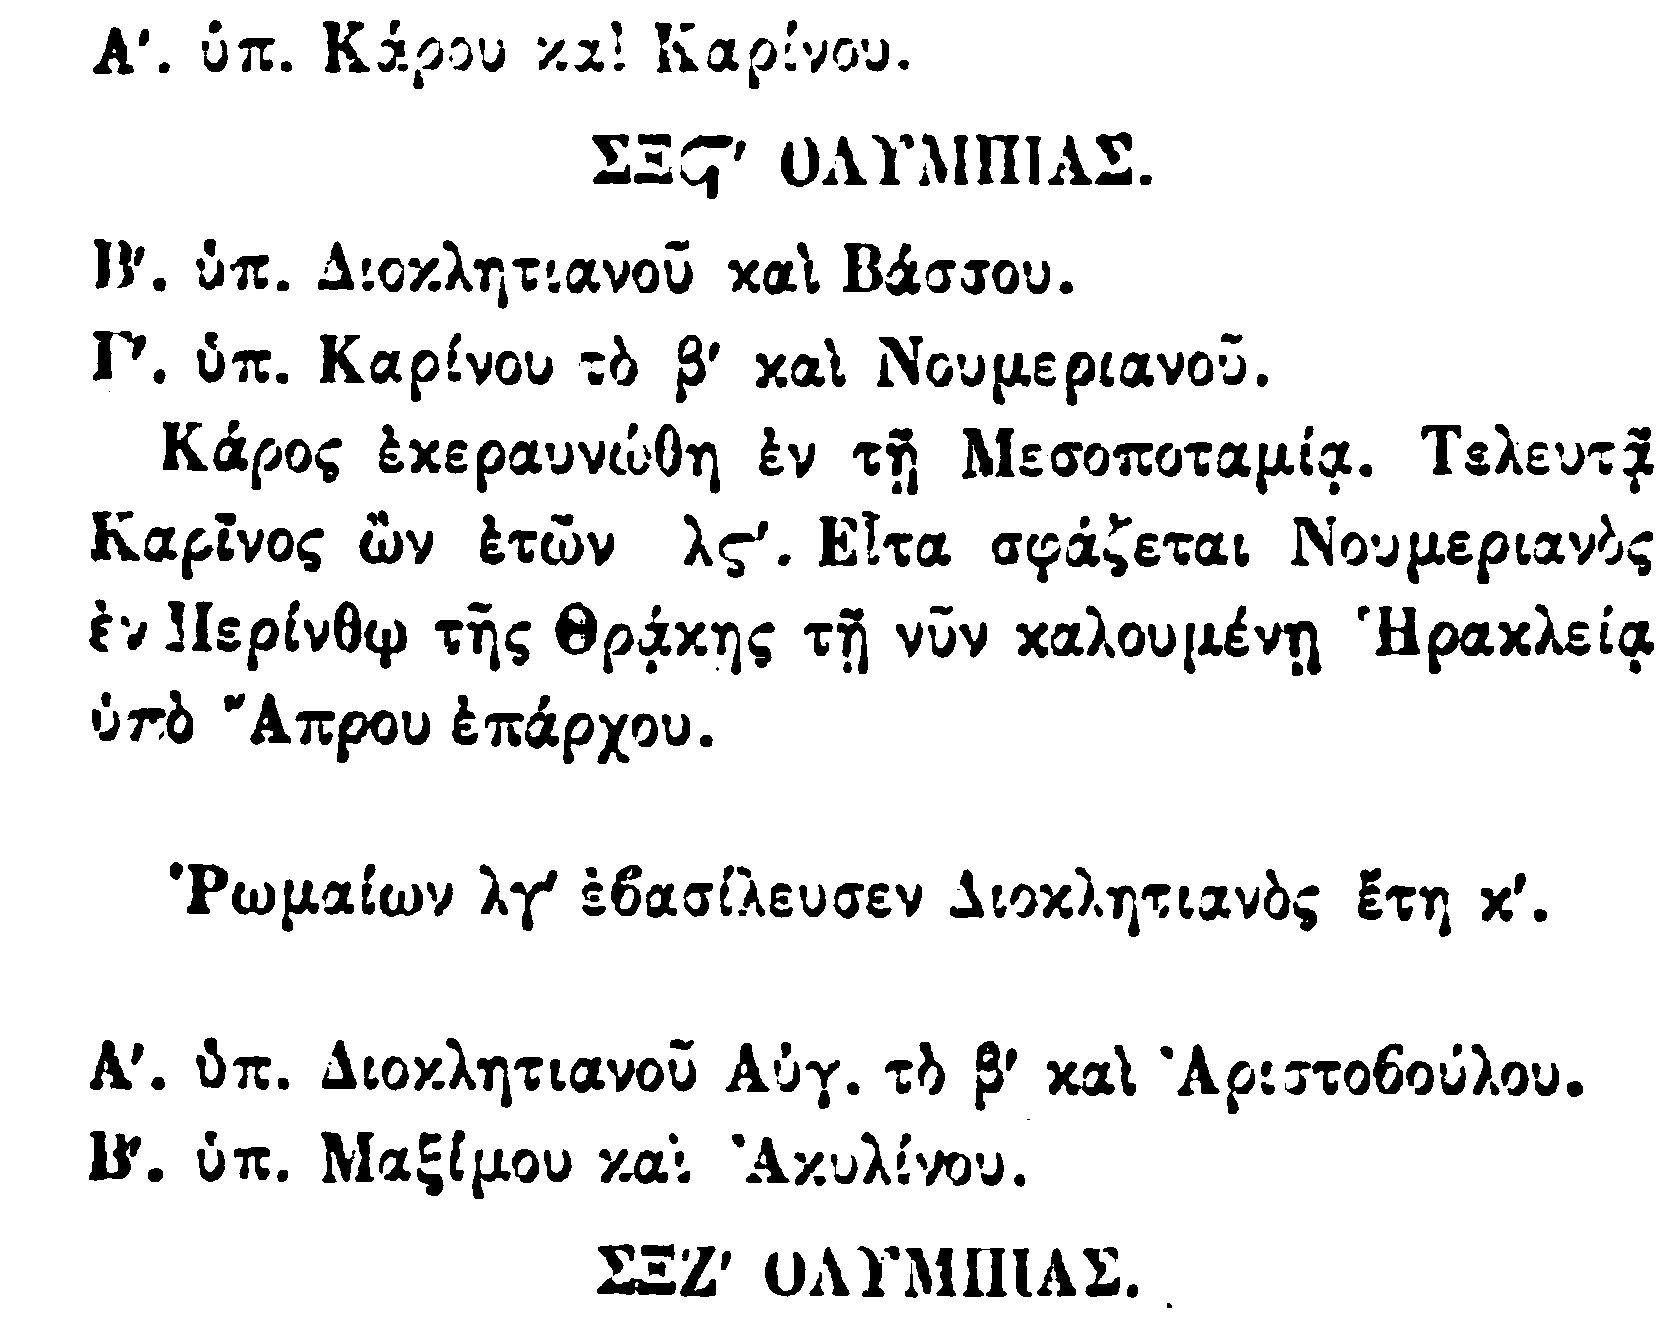 Α′. ὑπ. Κάρου καὶ Καρίνου.
ΣΞϚ′ ΟΛΥΜΠΙΑΣ.
Β′. ὑπ. Διοκλητιανοῦ καὶ Βάσσου.
Γ′. ὑπ. Καρίνου τὸ β′ καὶ Νουμεριανοῦ.
Κάρος ἐκεραυνώθη ἐν τῇ Μεσοποταμίᾳ. Τελευτᾷ
Καρῖνος ὢν ἐτῶν λϛ′. Εἶτα σφάζεται Νουμεριανὸς
ἐν Περίνθῳ τῆς Θρᾴκης τῇ νῦν καλουμένῃ Ἡρακλείᾳ
ὑπὸ Ἄπρου ἐπάρχου.
Ῥωμαίων λγ′ ἐβασίλευσεν Διοκλητιανὸς ἔτη κ′.
Α′. ὑπ. Διοκλητιανοῦ Αὐγ. τὸ β′ καὶ Ἀριστοβούλου.
Β′. ὑπ. Μαξίμου καὶ Ἀκυλίνου.
ΣΞΖ′ ΟΛΥΜΠΙΑΣ.